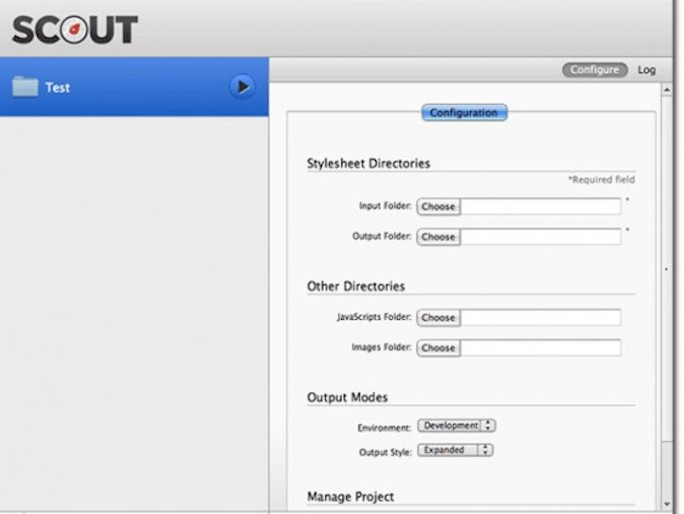 SCOUT
Test
Configure Log
Configuration
Stylesheet Directories
*Required field
Input Folder: Choose *
Output Folder: Choose *
Other Directories
JavaScripts Folder: Choose
Images Folder: Choose
Output Modes
Environment: Development
Output Style: Expanded
Manage Project